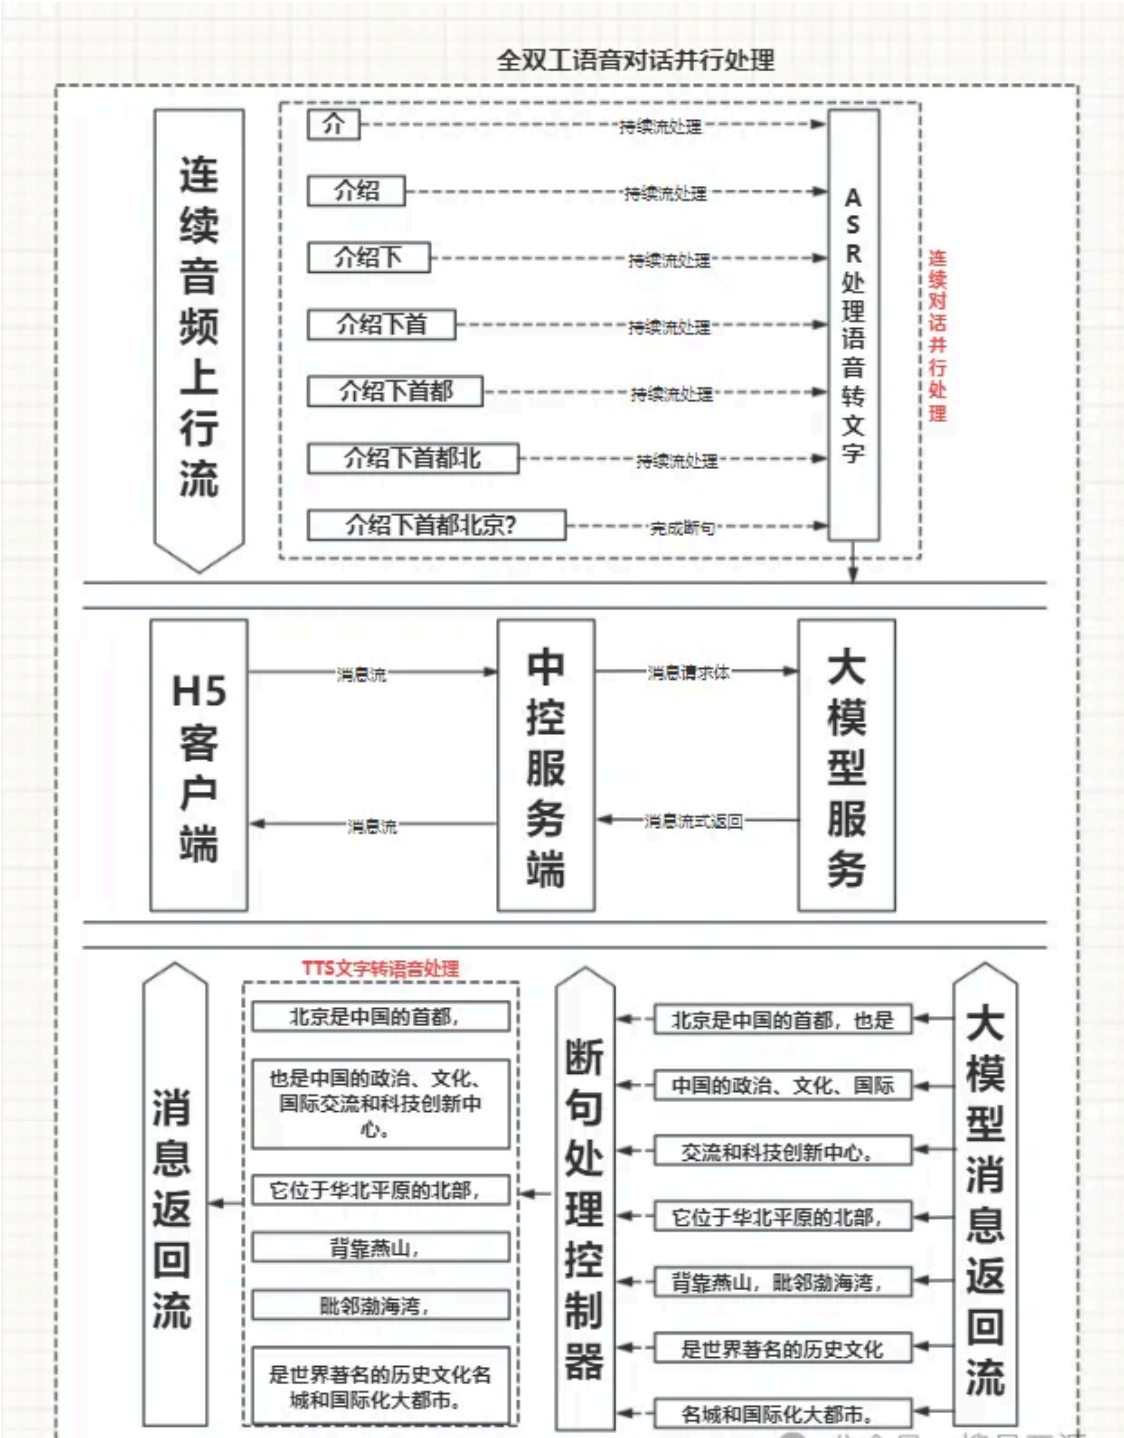 全双工语音对话并行处理
连续音频上行流
介
持续流处理
介绍
持续流处理
介绍下
持续流处理
介绍下首
持续流处理
介绍下首都
持续流处理
介绍下首都北
持续流处理
介绍下首都北京?
完成断句
ASR处理语音转文字
连续对话并行处理
H5客户端
消息流
消息流
中控服务端
消息请求体
消息流式返回
大模型服务
消息返回流
TTS文字转语音处理
北京是中国的首都，
也是中国的政治、文化、
国际交流和科技创新中
心。
它位于华北平原的北部，
背靠燕山，
毗邻渤海湾，
是世界著名的历史文化名
城和国际化大都市。
断句处理控制器
北京是中国的首都，也是
中国的政治、文化、国际
交流和科技创新中心。
它位于华北平原的北部，
背靠燕山，毗邻渤海湾，
是世界著名的历史文化
名城和国际化大都市。
大模型消息返回流